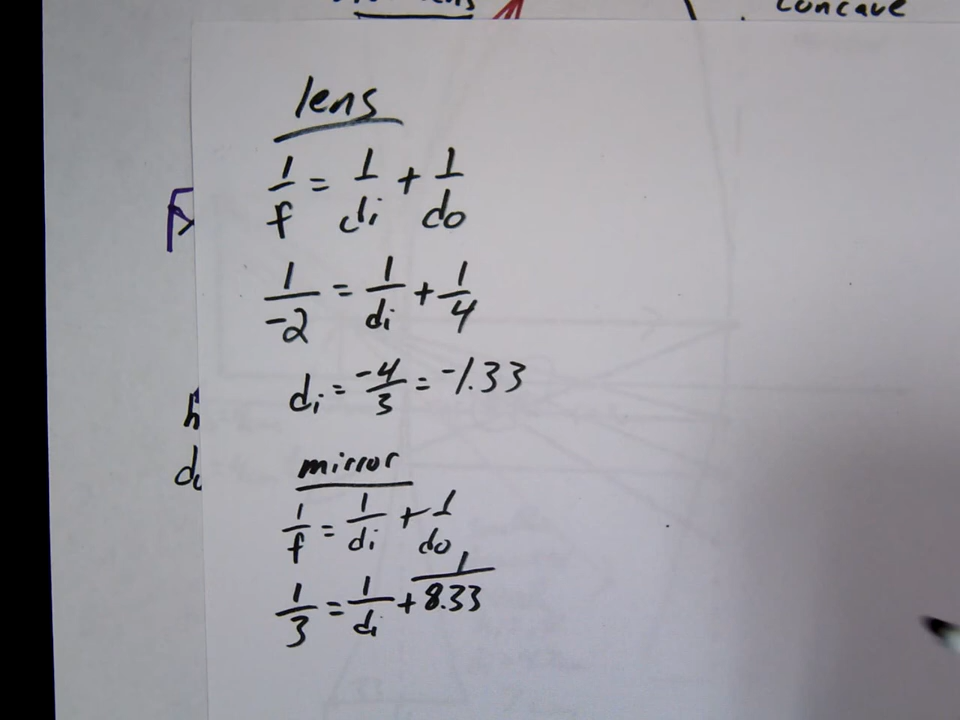 concave
lens
1/f = 1/di + 1/do
1/-2 = 1/di + 1/4
di = -4/3 = -1.33
mirror
1/f = 1/di + 1/do
1/3 = 1/di + 1/8.33